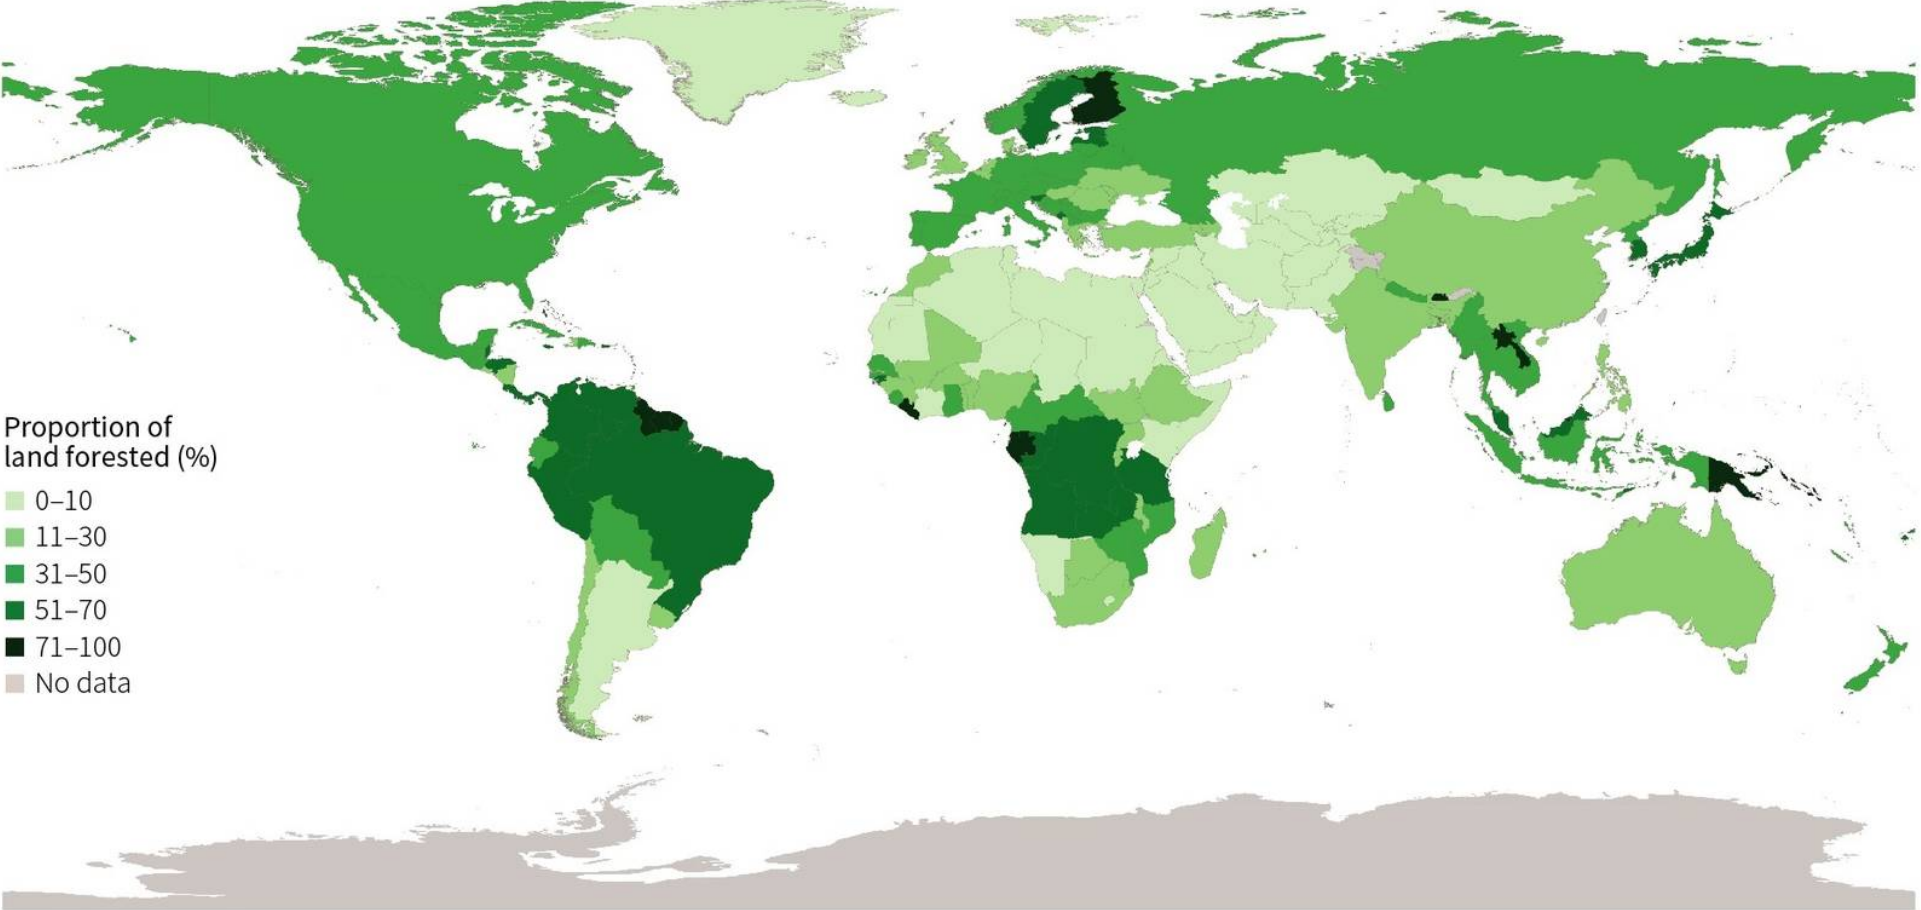 Proportion of
land forested (%)
0–10
11–30
31–50
51–70
71–100
No data